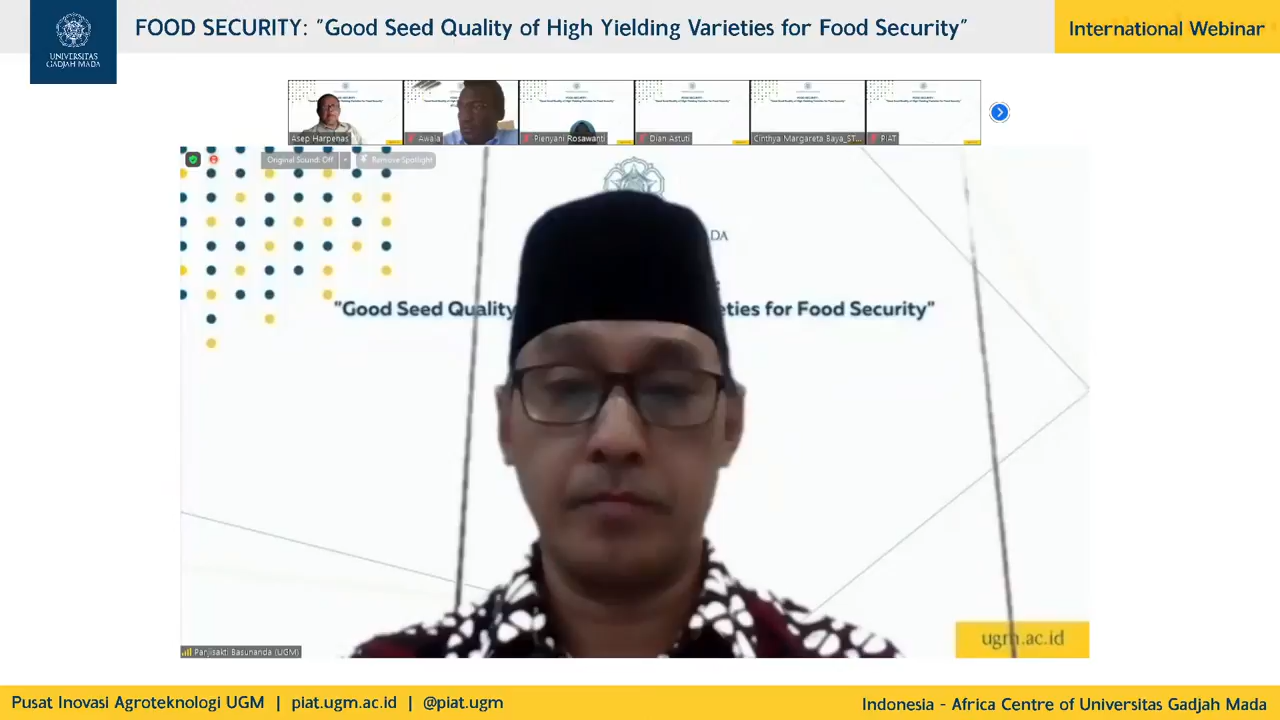 UNIVERSITAS
GADJAH MADA
FOOD SECURITY: "Good Seed Quality of High Yielding Varieties for Food Security"
International Webinar
Asep Harpenas
Awala
Pienyani Rosawanti
Dian Astuti
Cinthya Margareta Baya_ST...
PIAT
Original Sound: Off
Remove Spotlight
DA
"Good Seed Quality eties for Food Security"
ugm.ac.id
Panjisakti Basunanda (UGM)
Pusat Inovasi Agroteknologi UGM | piat.ugm.ac.id | @piat.ugm
Indonesia - Africa Centre of Universitas Gadjah Mada